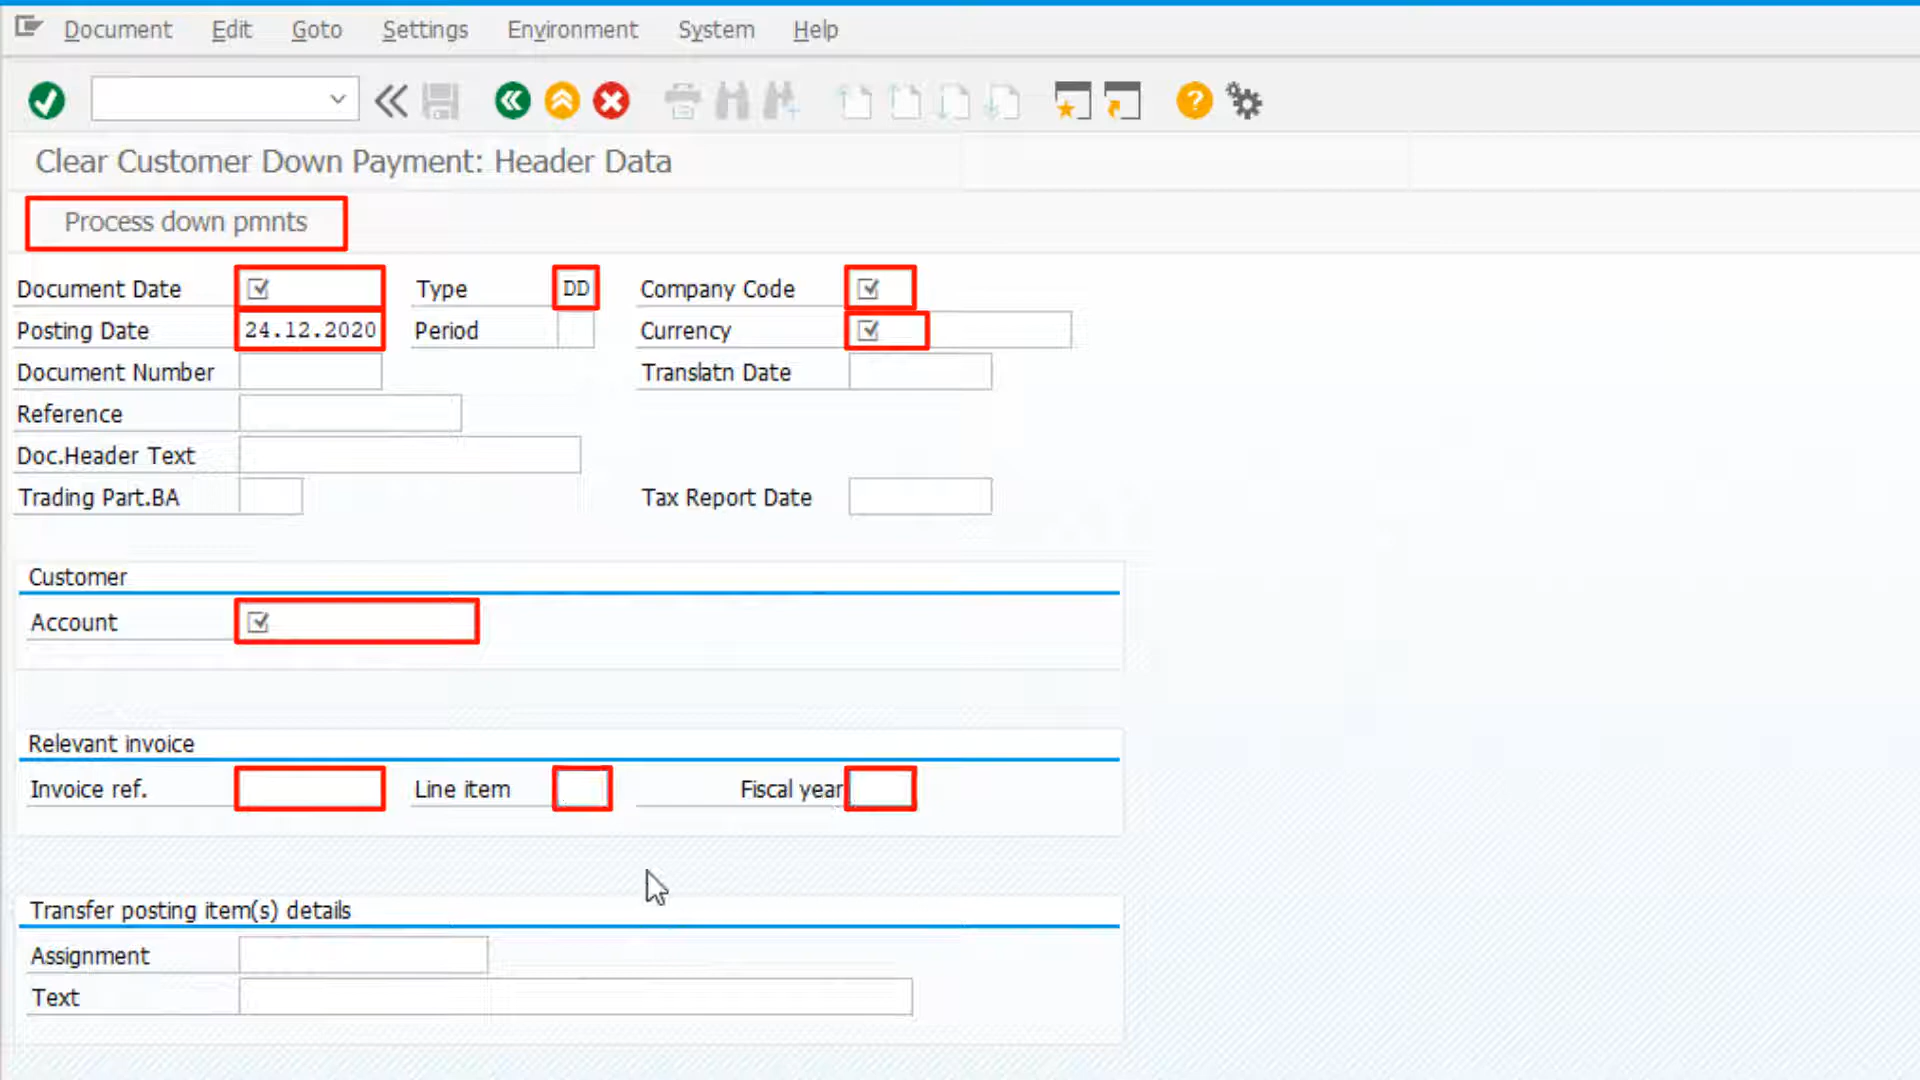 Document Edit Goto Settings Environment System Help
Clear Customer Down Payment: Header Data
Process down pmnts
Document Date Type DD Company Code
Posting Date 24.12.2020 Period Currency
Document Number Translatn Date
Reference
Doc.Header Text
Trading Part.BA Tax Report Date
Customer
Account
Relevant invoice
Invoice ref. Line item Fiscal year
Transfer posting item(s) details
Assignment
Text